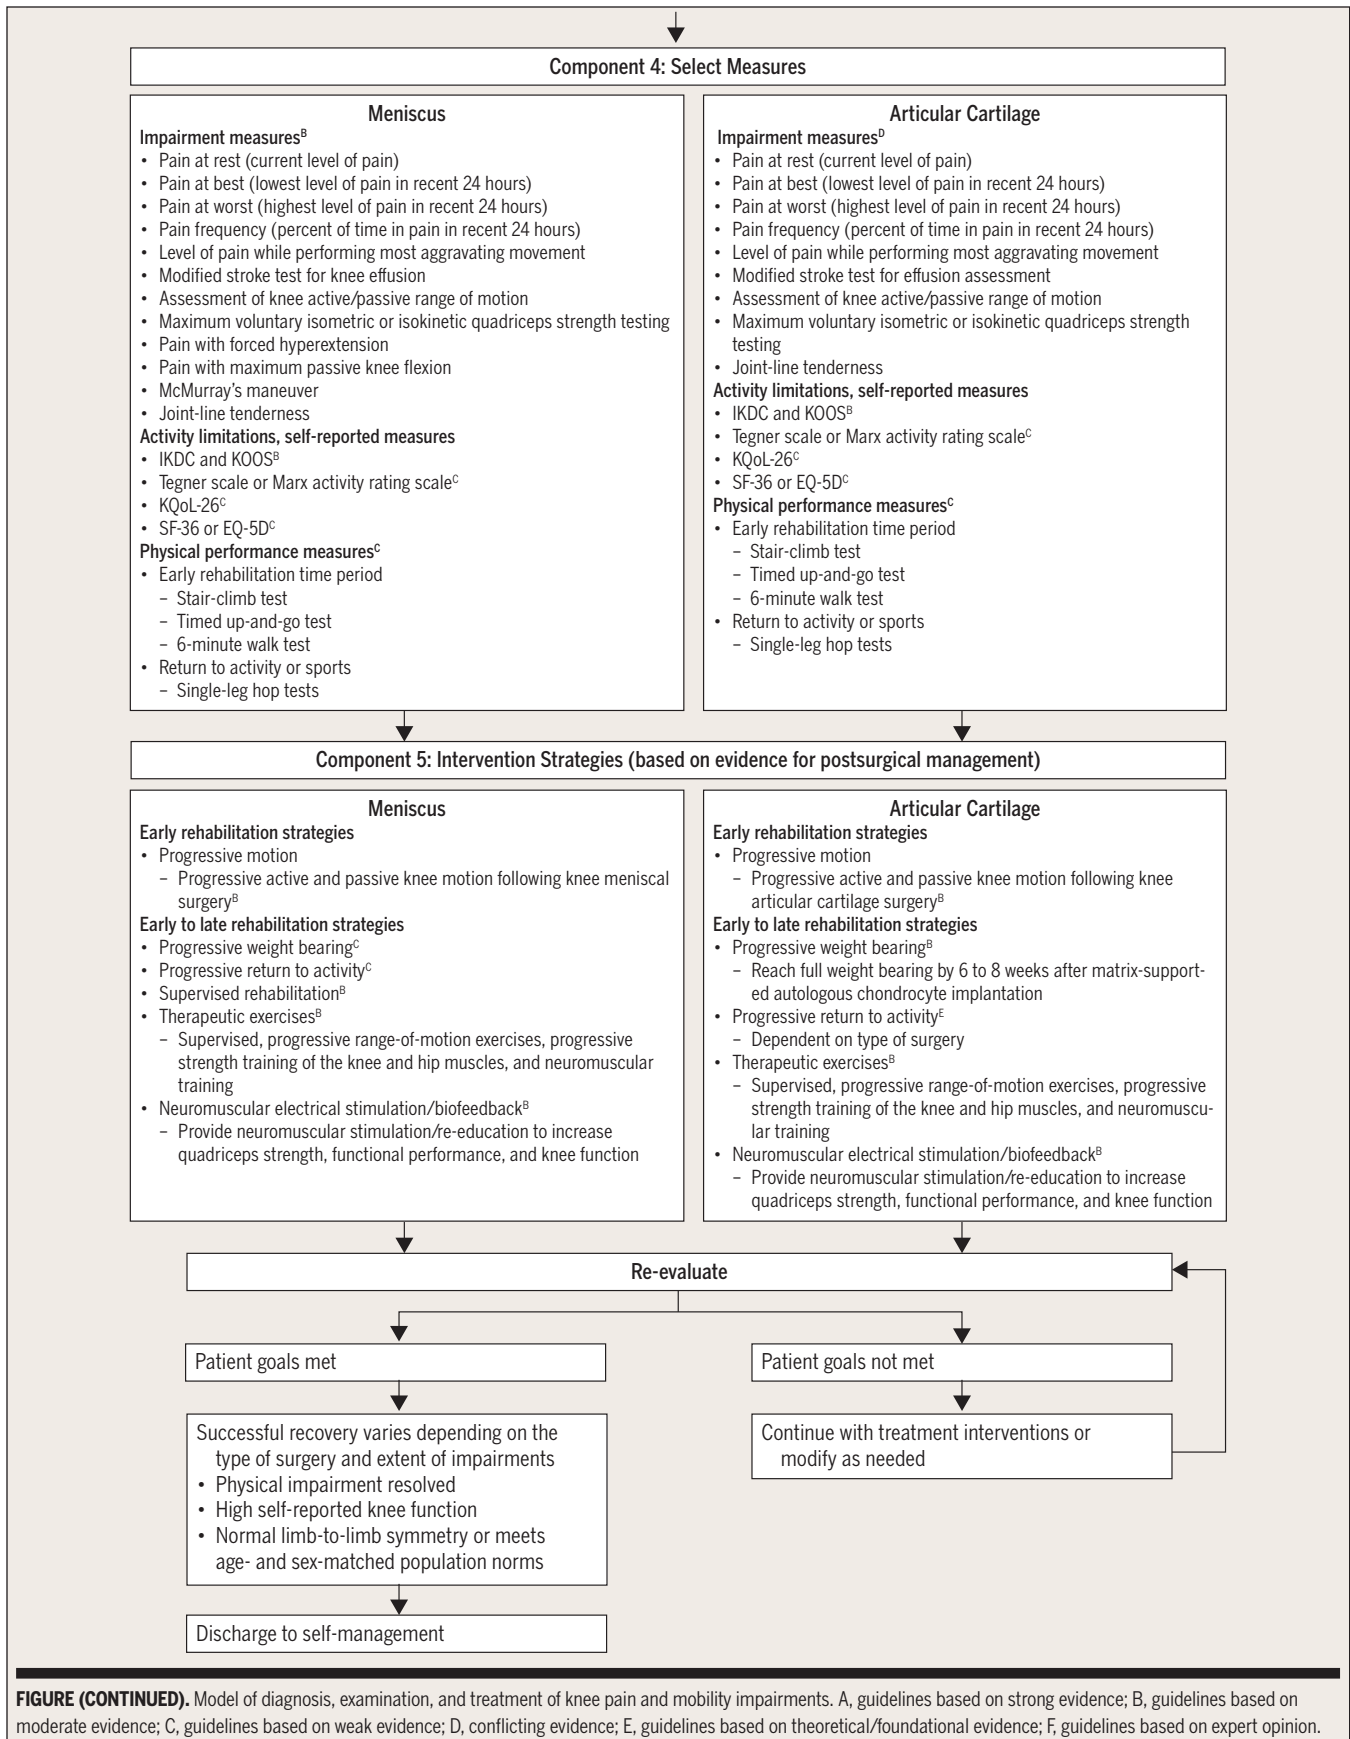 Component 4: Select Measures
Meniscus
Impairment measuresB
• Pain at rest (current level of pain)
• Pain at best (lowest level of pain in recent 24 hours)
• Pain at worst (highest level of pain in recent 24 hours)
• Pain frequency (percent of time in pain in recent 24 hours)
• Level of pain while performing most aggravating movement
• Modified stroke test for knee effusion
• Assessment of knee active/passive range of motion
• Maximum voluntary isometric or isokinetic quadriceps strength testing
• Pain with forced hyperextension
• Pain with maximum passive knee flexion
• McMurray's maneuver
• Joint-line tenderness
Activity limitations, self-reported measures
• IKDC and KOOSB
• Tegner scale or Marx activity rating scaleC
• KQoL-26C
• SF-36 or EQ-5DC
Physical performance measuresC
• Early rehabilitation time period
– Stair-climb test
– Timed up-and-go test
– 6-minute walk test
• Return to activity or sports
– Single-leg hop tests
Articular Cartilage
Impairment measuresD
• Pain at rest (current level of pain)
• Pain at best (lowest level of pain in recent 24 hours)
• Pain at worst (highest level of pain in recent 24 hours)
• Pain frequency (percent of time in pain in recent 24 hours)
• Level of pain while performing most aggravating movement
• Modified stroke test for effusion assessment
• Assessment of knee active/passive range of motion
• Maximum voluntary isometric or isokinetic quadriceps strength
testing
• Joint-line tenderness
Activity limitations, self-reported measures
• IKDC and KOOSB
• Tegner scale or Marx activity rating scaleC
• KQoL-26C
• SF-36 or EQ-5DC
Physical performance measuresC
• Early rehabilitation time period
– Stair-climb test
– Timed up-and-go test
– 6-minute walk test
• Return to activity or sports
– Single-leg hop tests
Component 5: Intervention Strategies (based on evidence for postsurgical management)
Meniscus
Early rehabilitation strategies
• Progressive motion
– Progressive active and passive knee motion following knee meniscal
surgeryB
Early to late rehabilitation strategies
• Progressive weight bearingC
• Progressive return to activityC
• Supervised rehabilitationB
• Therapeutic exercisesB
– Supervised, progressive range-of-motion exercises, progressive
strength training of the knee and hip muscles, and neuromuscular
training
• Neuromuscular electrical stimulation/biofeedbackB
– Provide neuromuscular stimulation/re-education to increase
quadriceps strength, functional performance, and knee function
Articular Cartilage
Early rehabilitation strategies
• Progressive motion
– Progressive active and passive knee motion following knee
articular cartilage surgeryB
Early to late rehabilitation strategies
• Progressive weight bearingB
– Reach full weight bearing by 6 to 8 weeks after matrix-support-
ed autologous chondrocyte implantation
• Progressive return to activityE
– Dependent on type of surgery
• Therapeutic exercisesB
– Supervised, progressive range-of-motion exercises, progressive
strength training of the knee and hip muscles, and neuromuscu-
lar training
• Neuromuscular electrical stimulation/biofeedbackB
– Provide neuromuscular stimulation/re-education to increase
quadriceps strength, functional performance, and knee function
Re-evaluate
Patient goals met
Patient goals not met
Successful recovery varies depending on the
type of surgery and extent of impairments
• Physical impairment resolved
• High self-reported knee function
• Normal limb-to-limb symmetry or meets
age- and sex-matched population norms
Continue with treatment interventions or
modify as needed
Discharge to self-management
FIGURE (CONTINUED). Model of diagnosis, examination, and treatment of knee pain and mobility impairments. A, guidelines based on strong evidence; B, guidelines based on
moderate evidence; C, guidelines based on weak evidence; D, conflicting evidence; E, guidelines based on theoretical/foundational evidence; F, guidelines based on expert opinion.